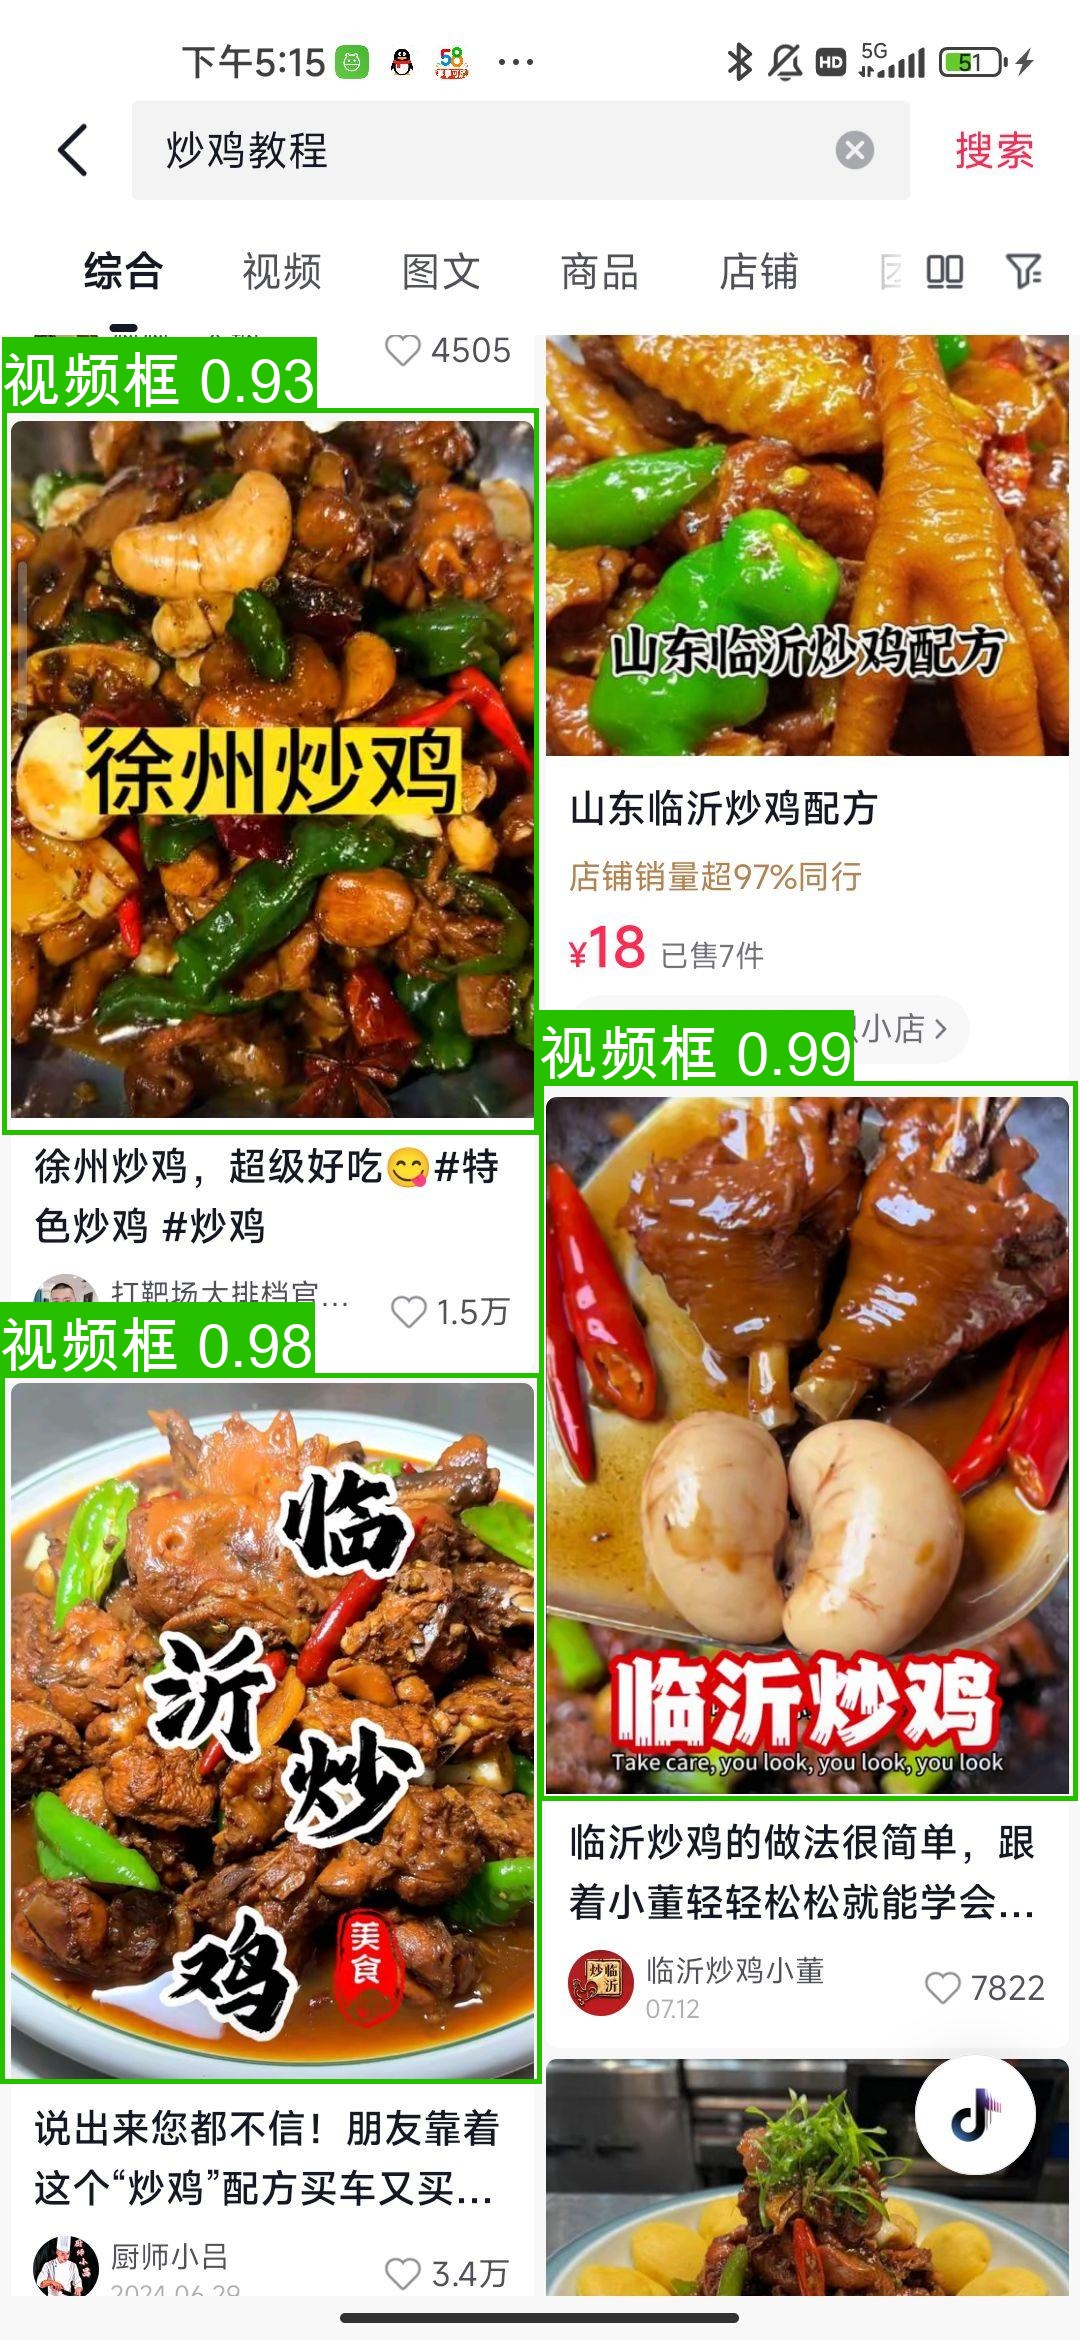 下午5:15
58
...
HD
5G
51
炒鸡教程
搜索
综合
视频
图文
商品
店铺
4505
视频框 0.93
徐州炒鸡
徐州炒鸡，超级好吃😋#特
色炒鸡 #炒鸡
打靶场大排档官...
1.5万
视频框 0.98
临
沂
炒
鸡
美食
说出来您都不信！朋友靠着
这个“炒鸡”配方买车又买...
厨师小吕
2024.06.29
3.4万
山东临沂炒鸡配方
山东临沂炒鸡配方
店铺销量超97%同行
¥18 已售7件
小店 >
视频框 0.99
临沂炒鸡
Take care, you look, you look, you look
临沂炒鸡的做法很简单，跟
着小董轻轻松松就能学会...
炒临沂
临沂炒鸡小董
07.12
7822